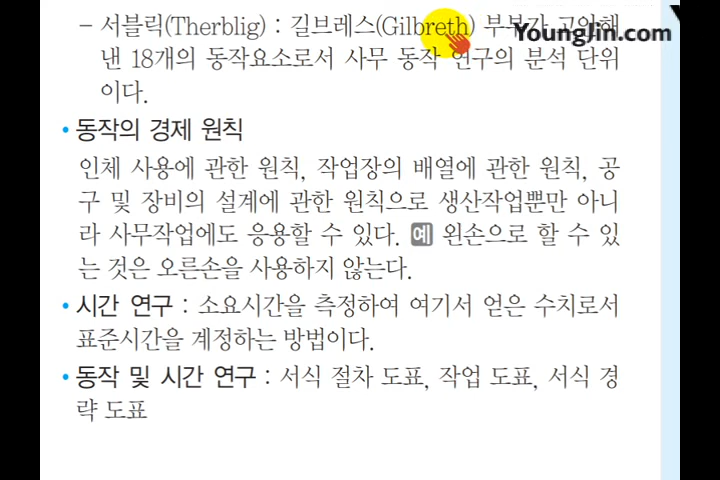 – 서블릭(Therblig) : 길브레스(Gilbreth) 부부가 고안해
YoungJin.com
낸 18개의 동작요소로서 사무 동작 연구의 분석 단위
이다.
• 동작의 경제 원칙
인체 사용에 관한 원칙, 작업장의 배열에 관한 원칙, 공
구 및 장비의 설계에 관한 원칙으로 생산작업뿐만 아니
라 사무작업에도 응용할 수 있다. 예 왼손으로 할 수 있
는 것은 오른손을 사용하지 않는다.
• 시간 연구 : 소요시간을 측정하여 여기서 얻은 수치로서
표준시간을 계정하는 방법이다.
• 동작 및 시간 연구 : 서식 절차 도표, 작업 도표, 서식 경
략 도표